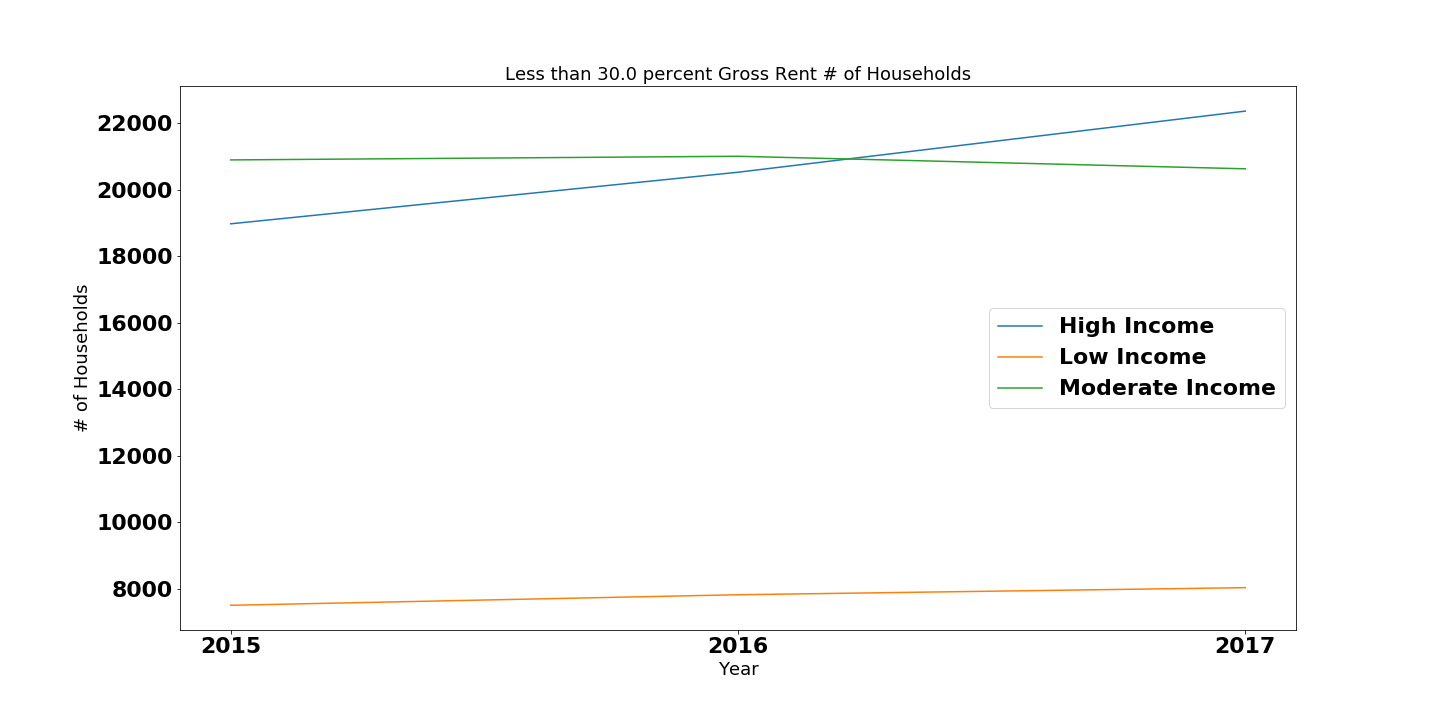 Less than 30.0 percent Gross Rent # of Households
22000
20000
18000
16000
14000
12000
10000
8000
# of Households
High Income
Low Income
Moderate Income
2015 2016 2017
Year